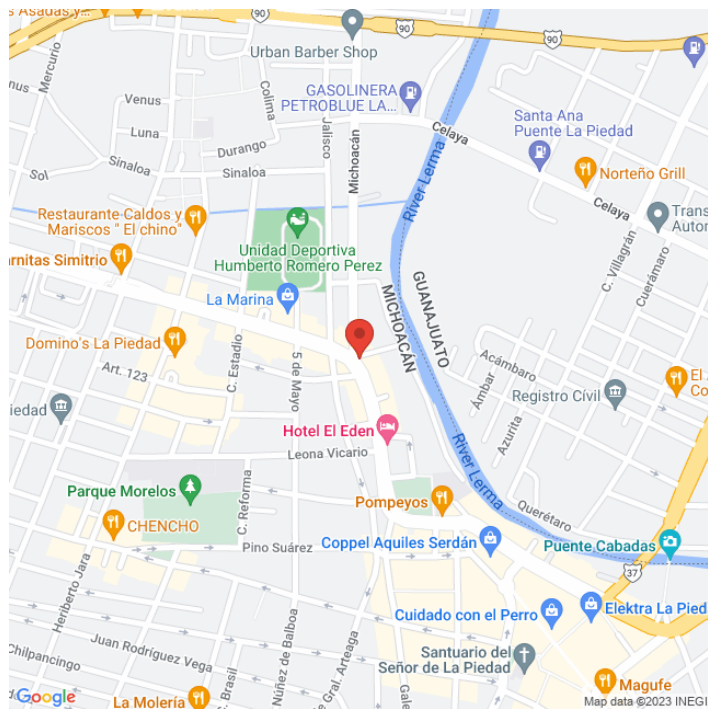 Asadas y...
90
90
90
Urban Barber Shop
Mercurio
Venus
Colima
Jalisco
GASOLINERA
PETROBLUE LA...
Venus
Luna
Durango
Michoacán
Celaya
River Lerma
Santa Ana
Puente La Piedad
Norteño Grill
Sinaloa
Sinaloa
Sol
Celaya
Restaurante Caldos y
Mariscos " El chino"
Unidad Deportiva
Humberto Romero Perez
Trans
Autom
C. Villagrán
Cuerámaro
arnitas Simitrio
La Marina
GUANAJUATO
MICHOACÁN
Domino's La Piedad
C. Estadio
5 de Mayo
Art. 123
Acámbaro
Ámbar
Azurita
Registro Cívil
El
Co
iedad
Hotel El Eden
Leona Vicario
River Lerma
Parque Morelos
C. Reforma
Pompeyos
Querétaro
CHENCHO
Pino Suárez
Coppel Aquiles Serdán
Puente Cabadas
37
Heriberto Jara
Cuidado con el Perro
Elektra La Pied
Juan Rodríguez Vega
Núñez de Balboa
Chilpancingo
Brasil
e Gral. Arteaga
Gale
Santuario del
Señor de La Piedad
Magufe
La Molería
Google
Map data ©2023 INEGI